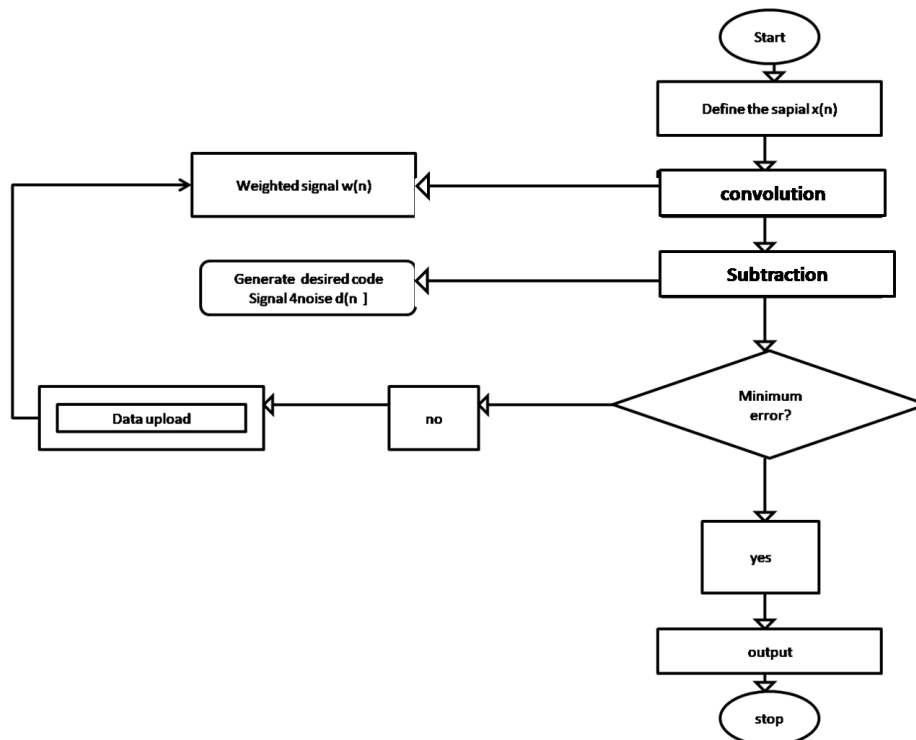 Start
Define the sapial x(n)
Weighted signal w(n)
convolution
Generate desired code
Signal 4noise d(n ]
Subtraction
Minimum
error?
no
Data upload
yes
output
stop